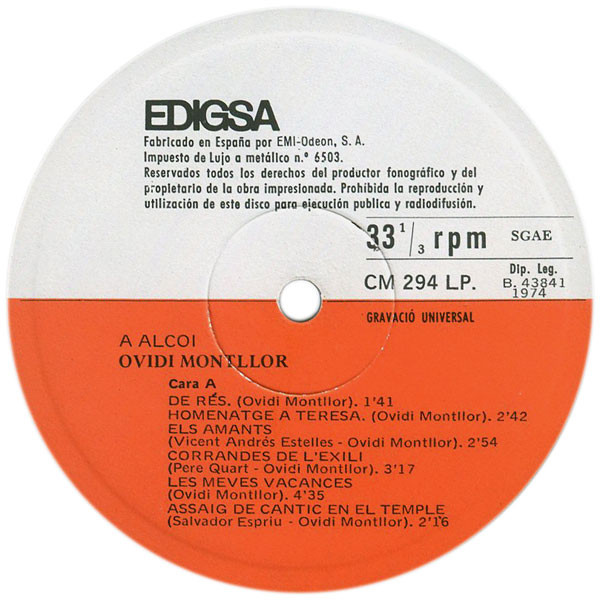 EDIGSA
Fabricado en España por EMI-Odeon, S. A.
Impuesto de Lujo a metálico n.º 6503.
Reservados todos los derechos del productor fonográfico y del
propietario de la obra impresionada. Prohibida la reproducción y
utilización de este disco para ejecución publica y radiodifusión.
33 1/3 rpm SGAE
CM 294 LP. Dip. Leg.
B. 43841
1974
GRAVACIÓ UNIVERSAL
A ALCOI
OVIDI MONTLLOR
Cara A
DE RES. (Ovidi Montllor). 1'41
HOMENATGE A TERESA. (Ovidi Montllor). 2'42
ELS AMANTS
(Vicent Andrés Estelles - Ovidi Montllor). 2'54
CORRANDES DE L'EXILI
(Pere Quart - Ovidi Montllor). 3'17
LES MEVES VACANCES
(Ovidi Montllor). 4'35
ASSAIG DE CANTIC EN EL TEMPLE
(Salvador Espriu - Ovidi Montllor). 2'16